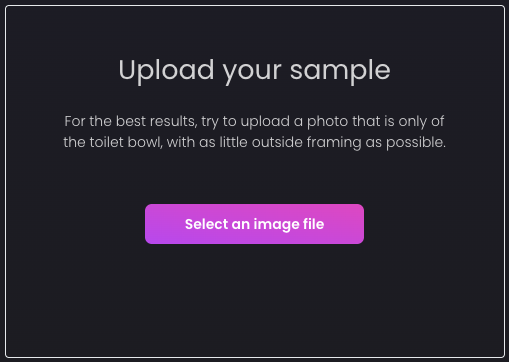 Upload your sample
For the best results, try to upload a photo that is only of
the toilet bowl, with as little outside framing as possible.
Select an image file